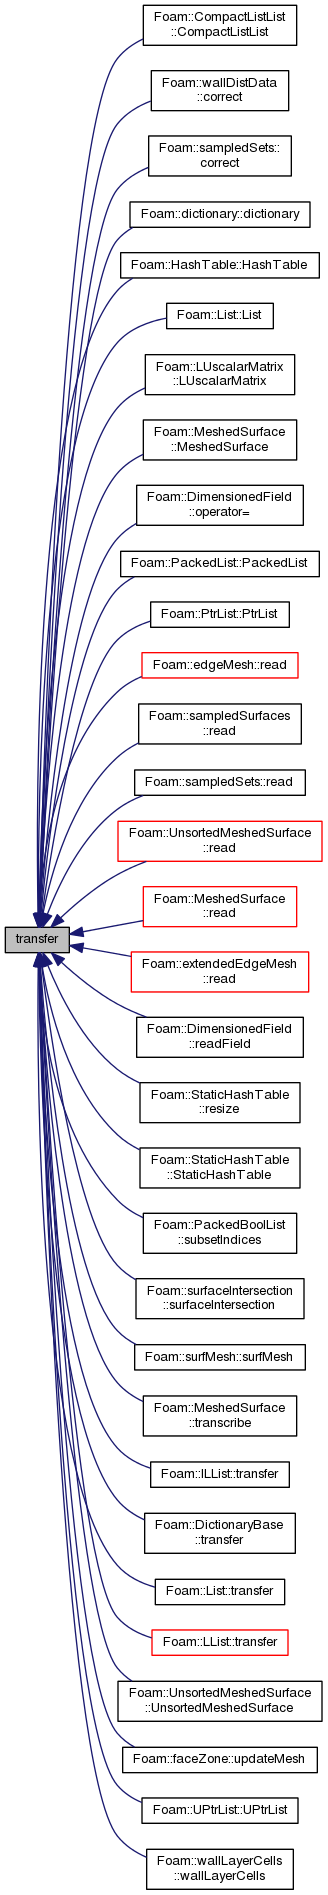 Foam::CompactListList
::CompactListList
Foam::wallDistData
::correct
Foam::sampledSets::
correct
Foam::dictionary::dictionary
Foam::HashTable::HashTable
Foam::List::List
Foam::LUscalarMatrix
::LUscalarMatrix
Foam::MeshedSurface
::MeshedSurface
Foam::DimensionedField
::operator=
Foam::PackedList::PackedList
Foam::PtrList::PtrList
Foam::edgeMesh::read
Foam::sampledSurfaces
::read
Foam::sampledSets::read
Foam::UnsortedMeshedSurface
::read
Foam::MeshedSurface
::read
transfer
Foam::extendedEdgeMesh
::read
Foam::DimensionedField
::readField
Foam::StaticHashTable
::resize
Foam::StaticHashTable
::StaticHashTable
Foam::PackedBoolList
::subsetIndices
Foam::surfaceIntersection
::surfaceIntersection
Foam::surfMesh::surfMesh
Foam::MeshedSurface
::transcribe
Foam::ILList::transfer
Foam::DictionaryBase
::transfer
Foam::List::transfer
Foam::LList::transfer
Foam::UnsortedMeshedSurface
::UnsortedMeshedSurface
Foam::faceZone::updateMesh
Foam::UPtrList::UPtrList
Foam::wallLayerCells
::wallLayerCells